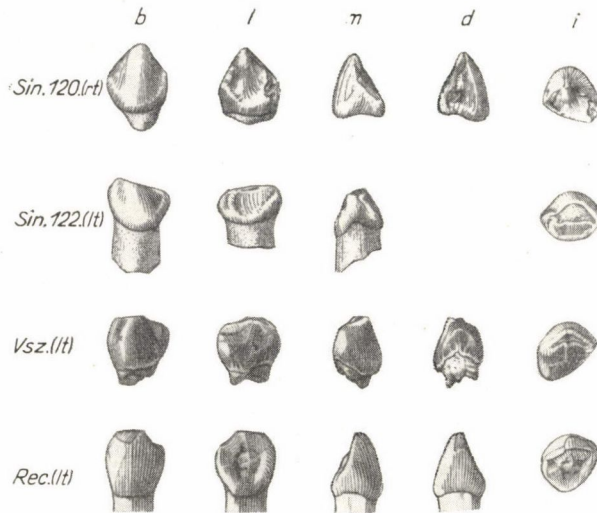 b l m d i
Sin. 120.(rt)
Sin. 122.(lt)
Vsz.(lt)
Rec.(lt)